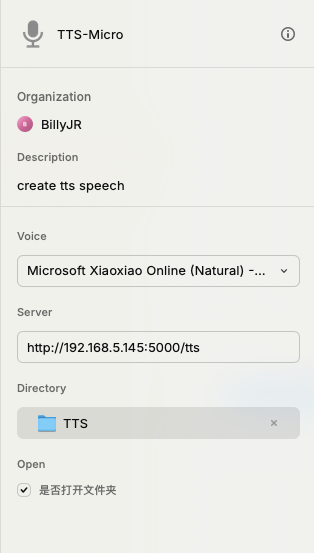 TTS-Micro
Organization
BillyJR
Description
create tts speech
Voice
Microsoft Xiaoxiao Online (Natural) -...
Server
http://192.168.5.145:5000/tts
Directory
TTS
Open
是否打开文件夹